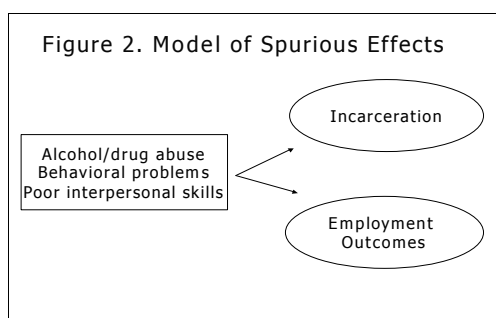 Figure 2. Model of Spurious Effects
Incarceration
Alcohol/drug abuse
Behavioral problems
Poor interpersonal skills
Employment
Outcomes